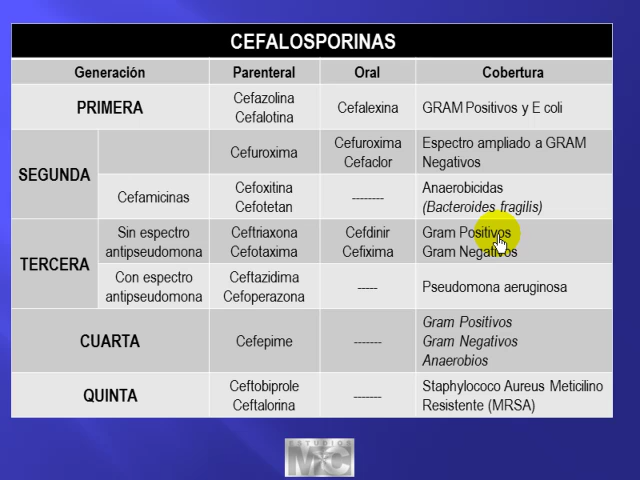 CEFALOSPORINAS
Generación Parenteral Oral Cobertura
PRIMERA
Cefazolina
Cefalotina
Cefalexina
GRAM Positivos y E coli
SEGUNDA
Cefuroxima
Cefuroxima
Cefaclor
Espectro ampliado a GRAM
Negativos
Cefamicinas
Cefoxitina
Cefotetan
--------
Anaerobicidas
(Bacteroides fragilis)
TERCERA
Sin espectro
antipseudomona
Ceftriaxona
Cefotaxima
Cefdinir
Cefixima
Gram Positivos
Gram Negativos
Con espectro
antipseudomona
Ceftazidima
Cefoperazona
-----
Pseudomona aeruginosa
CUARTA
Cefepime
-------
Gram Positivos
Gram Negativos
Anaerobios
QUINTA
Ceftobiprole
Ceftalorina
-------
Staphylococo Aureus Meticilino
Resistente (MRSA)
ESTUDIOS
MC